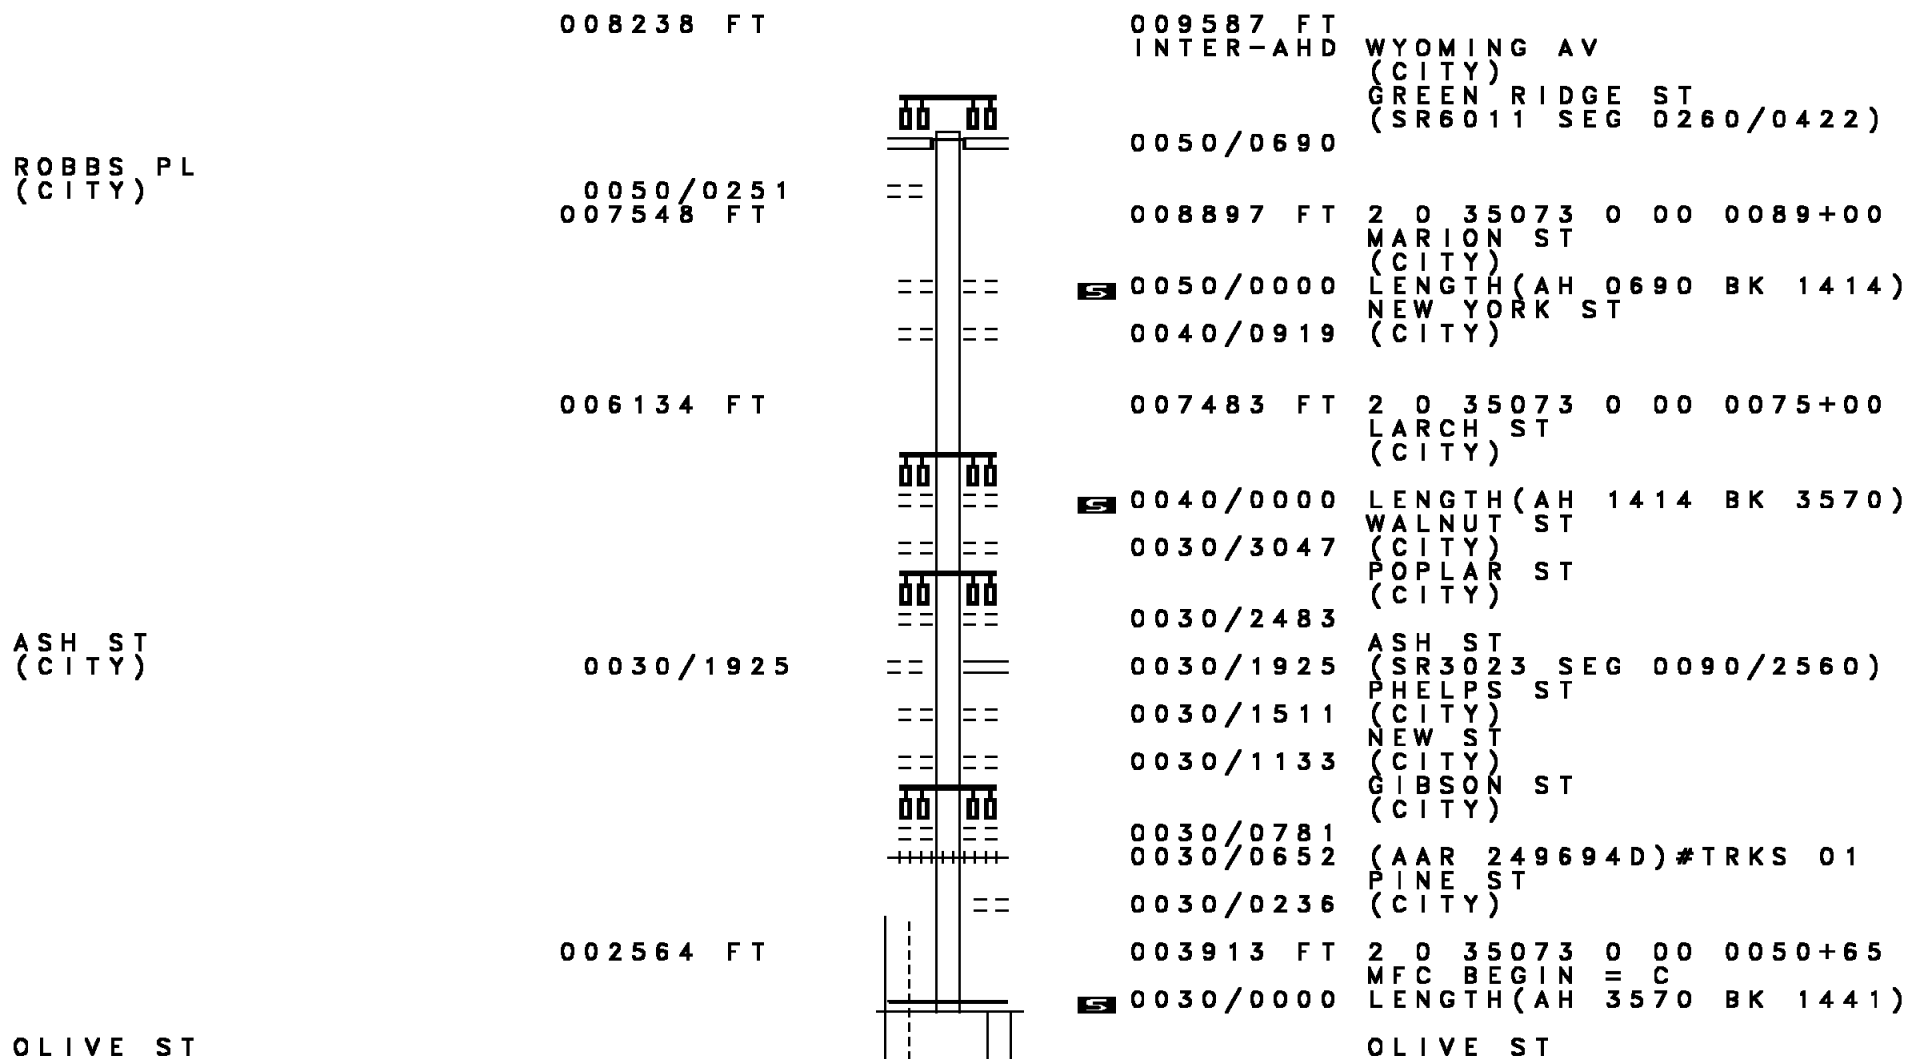 008238 FT 009587 FT
INTER-AHD WYOMING AV
(CITY)
GREEN RIDGE ST
(SR6011 SEG 0260/0422)
0050/0690
ROBBS PL
(CITY) 0050/0251
007548 FT 008897 FT 2 0 35073 0 00 0089+00
MARION ST
(CITY)
S 0050/0000 LENGTH(AH 0690 BK 1414)
NEW YORK ST
0040/0919 (CITY)
006134 FT 007483 FT 2 0 35073 0 00 0075+00
LARCH ST
(CITY)
S 0040/0000 LENGTH(AH 1414 BK 3570)
WALNUT ST
0030/3047 (CITY)
POPLAR ST
(CITY)
0030/2483
ASH ST ASH ST
(CITY) 0030/1925 0030/1925 (SR3023 SEG 0090/2560)
PHELPS ST
0030/1511 (CITY)
NEW ST
0030/1133 (CITY)
GIBSON ST
(CITY)
0030/0781
0030/0652 (AAR 249694D)#TRKS 01
PINE ST
0030/0236 (CITY)
002564 FT 003913 FT 2 0 35073 0 00 0050+65
MFC BEGIN = C
S 0030/0000 LENGTH(AH 3570 BK 1441)
OLIVE ST OLIVE ST